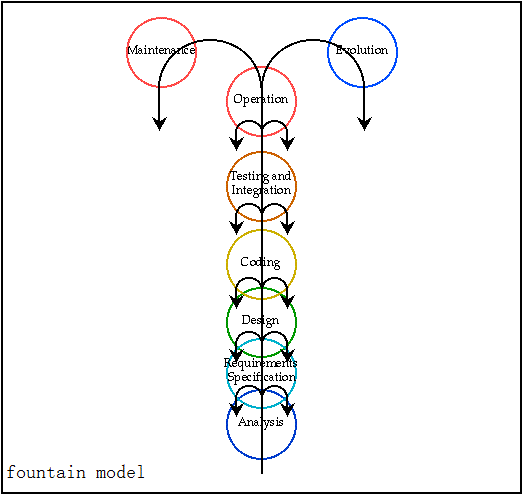 Maintenance
Evolution
Operation
Testing and
Integration
Coding
Design
Requirements
Specification
Analysis
fountain model